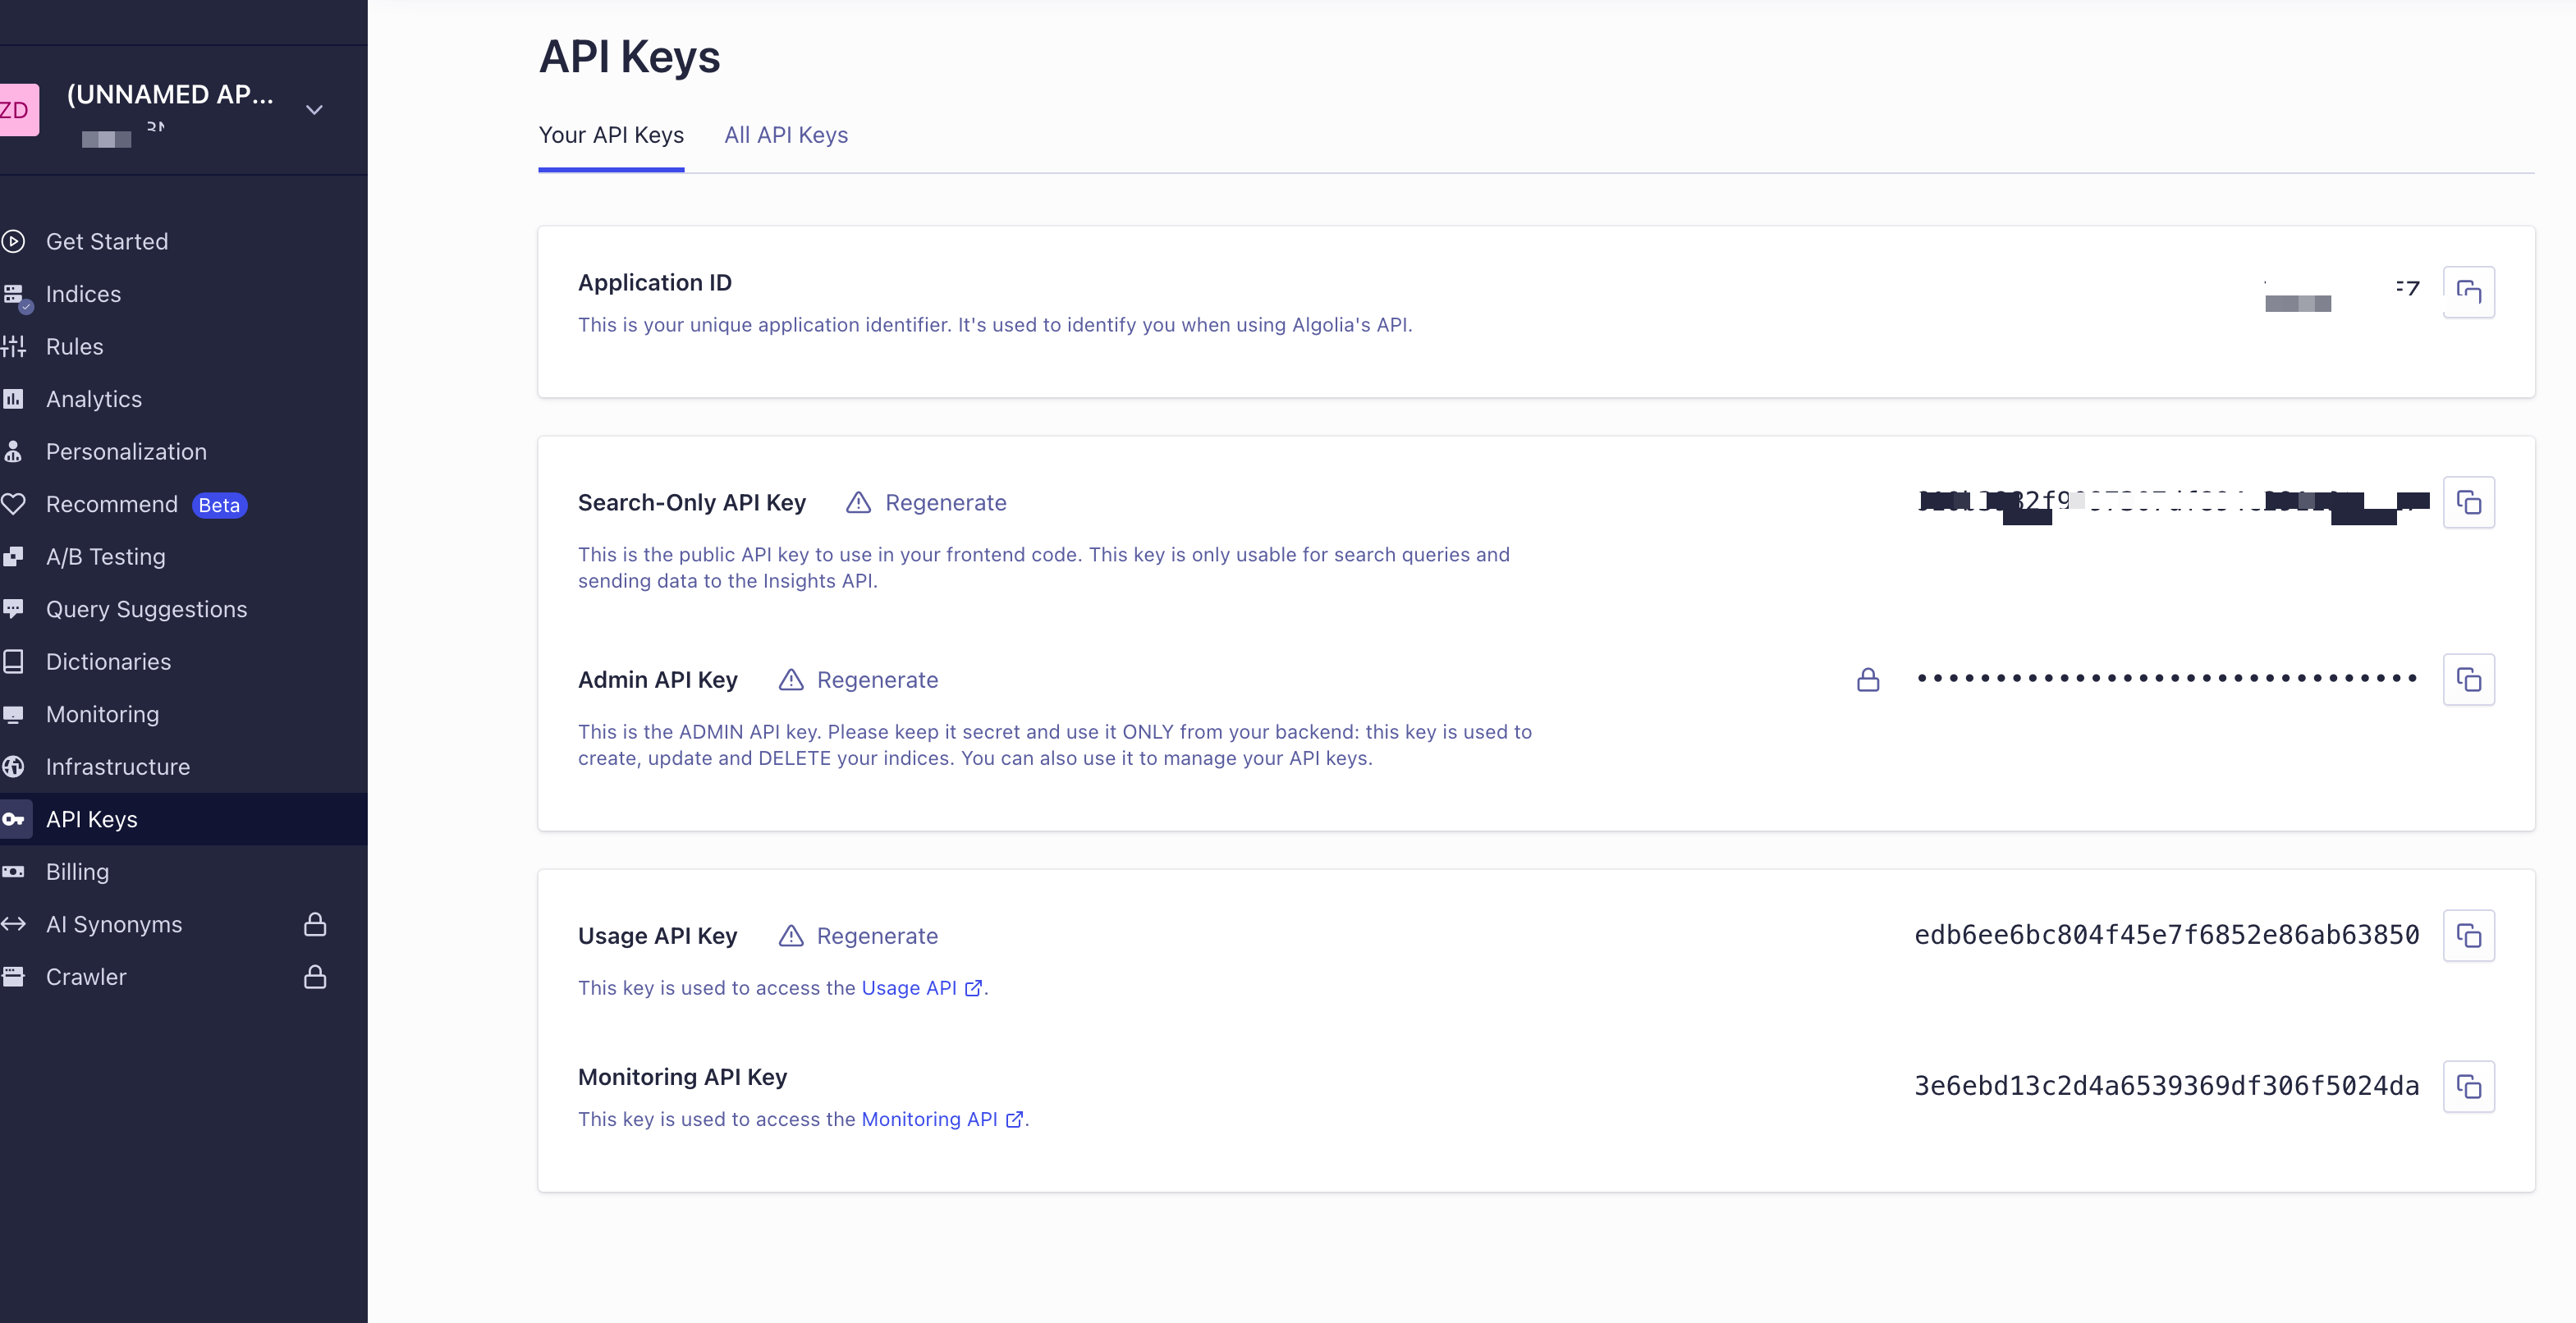 API Keys
ZD
(UNNAMED AP...
Your API Keys
All API Keys
Get Started
Indices
Rules
Analytics
Personalization
Recommend Beta
A/B Testing
Query Suggestions
Dictionaries
Monitoring
Infrastructure
API Keys
Billing
AI Synonyms
Crawler
Application ID
This is your unique application identifier. It's used to identify you when using Algolia's API.
Search-Only API Key Regenerate
This is the public API key to use in your frontend code. This key is only usable for search queries and
sending data to the Insights API.
Admin API Key Regenerate ••••••••••••••••••••••••••••••••
This is the ADMIN API key. Please keep it secret and use it ONLY from your backend: this key is used to
create, update and DELETE your indices. You can also use it to manage your API keys.
Usage API Key Regenerate edb6ee6bc804f45e7f6852e86ab63850
This key is used to access the Usage API.
Monitoring API Key 3e6ebd13c2d4a6539369df306f5024da
This key is used to access the Monitoring API.